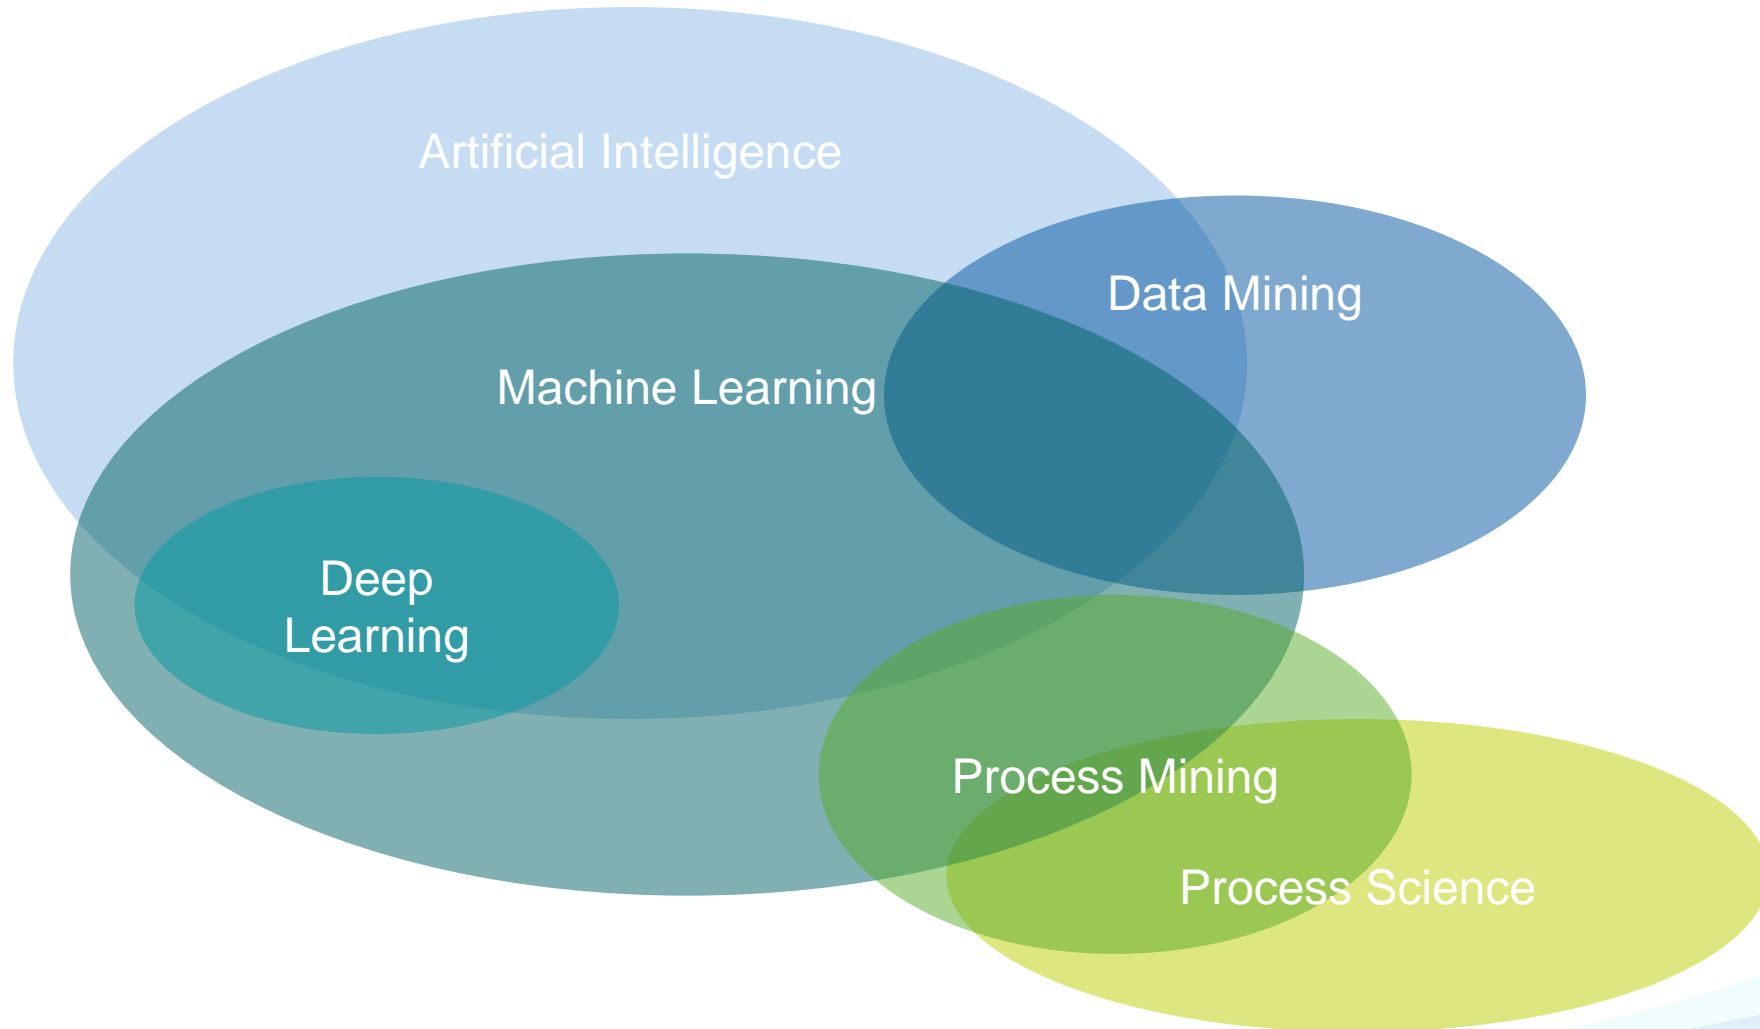 Artificial Intelligence
Data Mining
Machine Learning
Deep
Learning
Process Mining
Process Science